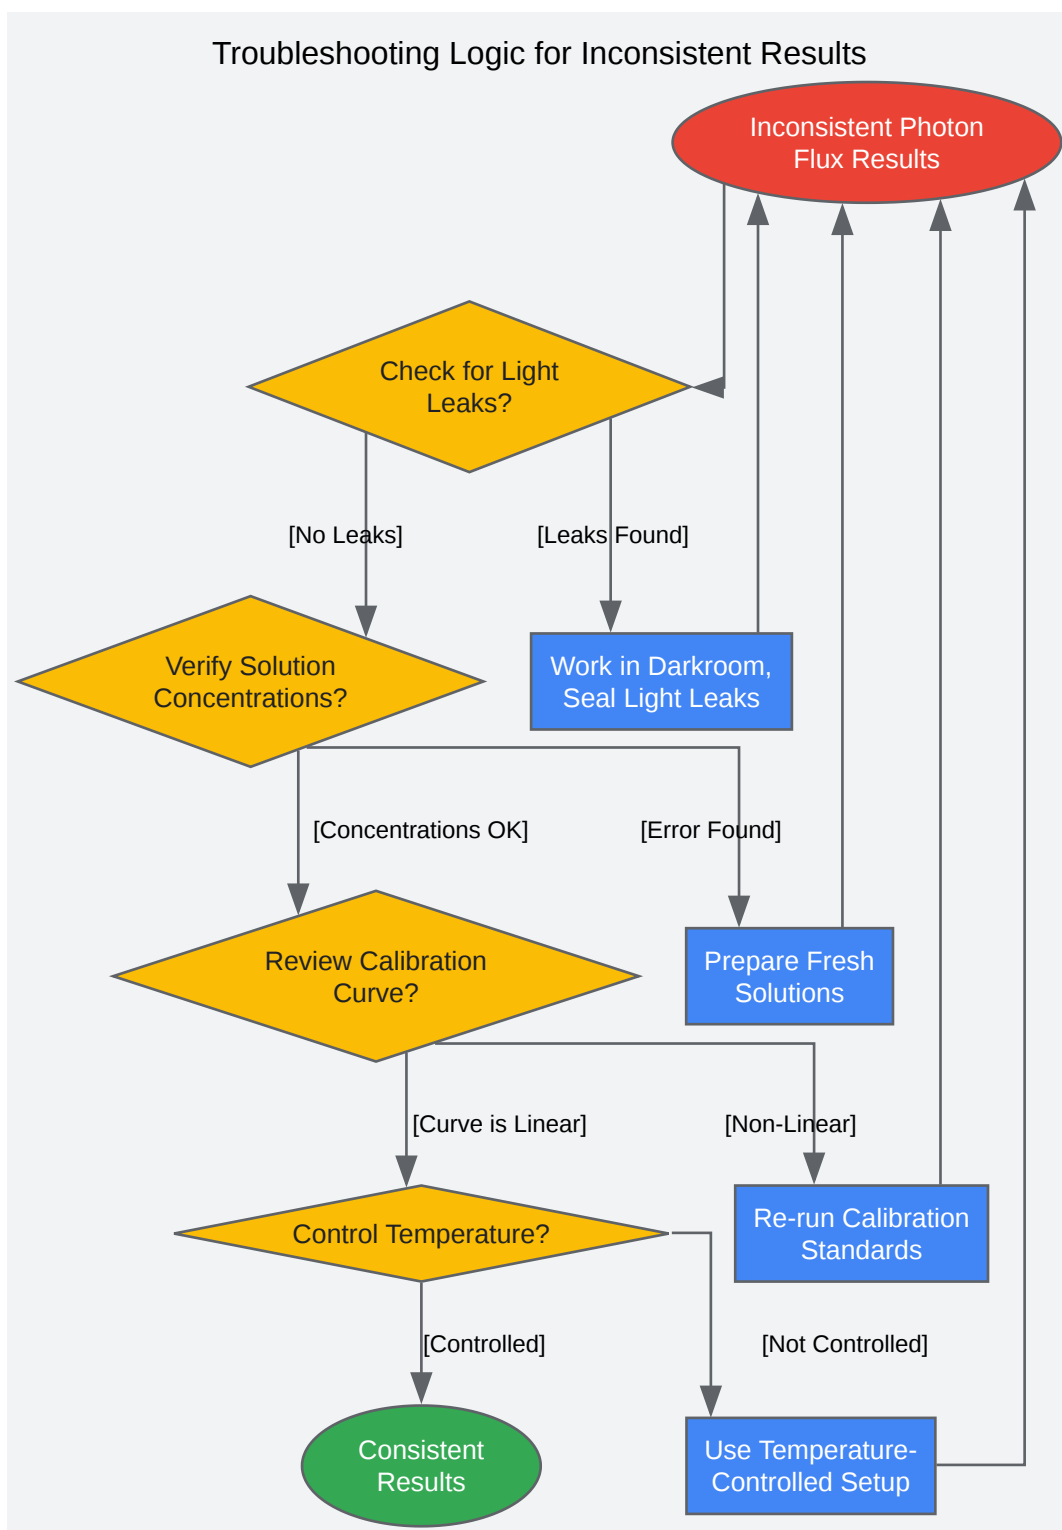 Troubleshooting Logic for Inconsistent Results
Inconsistent Photon
Flux Results
Check for Light
Leaks?
[No Leaks]
[Leaks Found]
Verify Solution
Concentrations?
Work in Darkroom,
Seal Light Leaks
[Concentrations OK]
[Error Found]
Review Calibration
Curve?
Prepare Fresh
Solutions
[Curve is Linear]
[Non-Linear]
Control Temperature?
Re-run Calibration
Standards
[Controlled]
[Not Controlled]
Consistent
Results
Use Temperature-
Controlled Setup